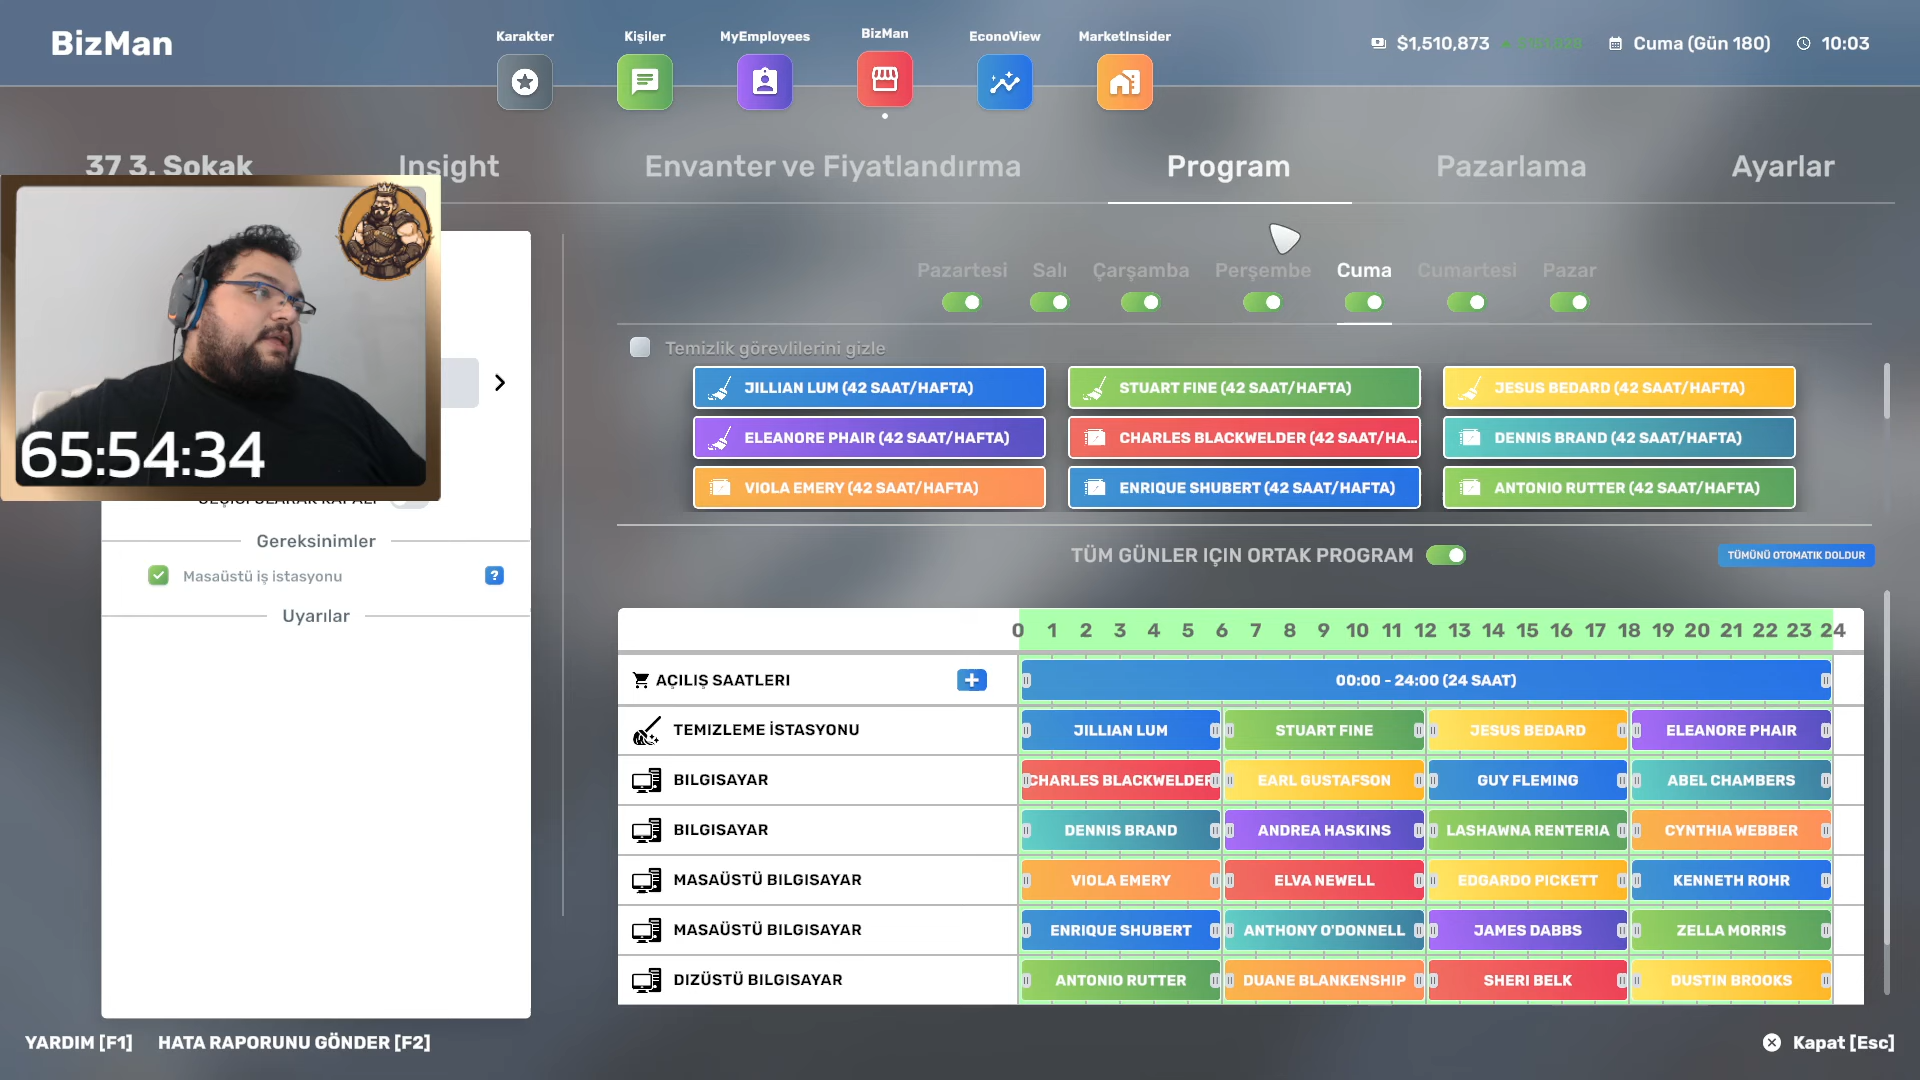 BizMan
Karakter
Kişiler
MyEmployees
BizMan
EconoView
MarketInsider
$1,510,873
Cuma (Gün 180)
10:03
37 3. Sokak
Insight
Envanter ve Fiyatlandırma
Program
Pazarlama
Ayarlar
65:54:34
Gereksinimler
Masaüstü iş istasyonu
?
Uyarılar
Pazartesi
Salı
Çarşamba
Perşembe
Cuma
Cumartesi
Pazar
Temizlik görevlilerini gizle
JILLIAN LUM (42 SAAT/HAFTA)
STUART FINE (42 SAAT/HAFTA)
JESUS BEDARD (42 SAAT/HAFTA)
ELEANORE PHAIR (42 SAAT/HAFTA)
CHARLES BLACKWELDER (42 SAAT/HA...
DENNIS BRAND (42 SAAT/HAFTA)
VIOLA EMERY (42 SAAT/HAFTA)
ENRIQUE SHUBERT (42 SAAT/HAFTA)
ANTONIO RUTTER (42 SAAT/HAFTA)
TÜM GÜNLER IÇIN ORTAK PROGRAM
TÜMÜNÜ OTOMATIK DOLDUR
0 1 2 3 4 5 6 7 8 9 10 11 12 13 14 15 16 17 18 19 20 21 22 23 24
AÇILIŞ SAATLERI
00:00 - 24:00 (24 SAAT)
TEMIZLEME İSTASYONU
JILLIAN LUM
STUART FINE
JESUS BEDARD
ELEANORE PHAIR
BILGISAYAR
CHARLES BLACKWELDER
EARL GUSTAFSON
GUY FLEMING
ABEL CHAMBERS
BILGISAYAR
DENNIS BRAND
ANDREA HASKINS
LASHAWNA RENTERIA
CYNTHIA WEBBER
MASAÜSTÜ BILGISAYAR
VIOLA EMERY
ELVA NEWELL
EDGARDO PICKETT
KENNETH ROHR
MASAÜSTÜ BILGISAYAR
ENRIQUE SHUBERT
ANTHONY O'DONNELL
JAMES DABBS
ZELLA MORRIS
DIZÜSTÜ BILGISAYAR
ANTONIO RUTTER
DUANE BLANKENSHIP
SHERI BELK
DUSTIN BROOKS
YARDIM [F1]
HATA RAPORUNU GÖNDER [F2]
Kapat [Esc]